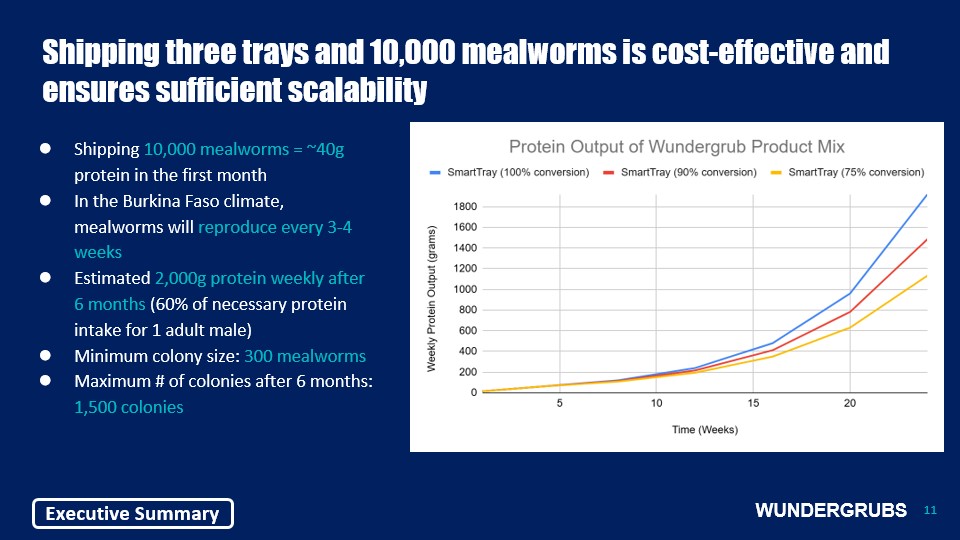 Shipping three trays and 10,000 mealworms is cost-effective and
ensures sufficient scalability
● Shipping 10,000 mealworms = ~40g
protein in the first month
● In the Burkina Faso climate,
mealworms will reproduce every 3-4
weeks
● Estimated 2,000g protein weekly after
6 months (60% of necessary protein
intake for 1 adult male)
● Minimum colony size: 300 mealworms
● Maximum # of colonies after 6 months:
1,500 colonies
Protein Output of Wundergrub Product Mix
SmartTray (100% conversion) SmartTray (90% conversion) SmartTray (75% conversion)
Weekly Protein Output (grams)
1800
1600
1400
1200
1000
800
600
400
200
0
5 10 15 20
Time (Weeks)
Executive Summary
WUNDERGRUBS 11